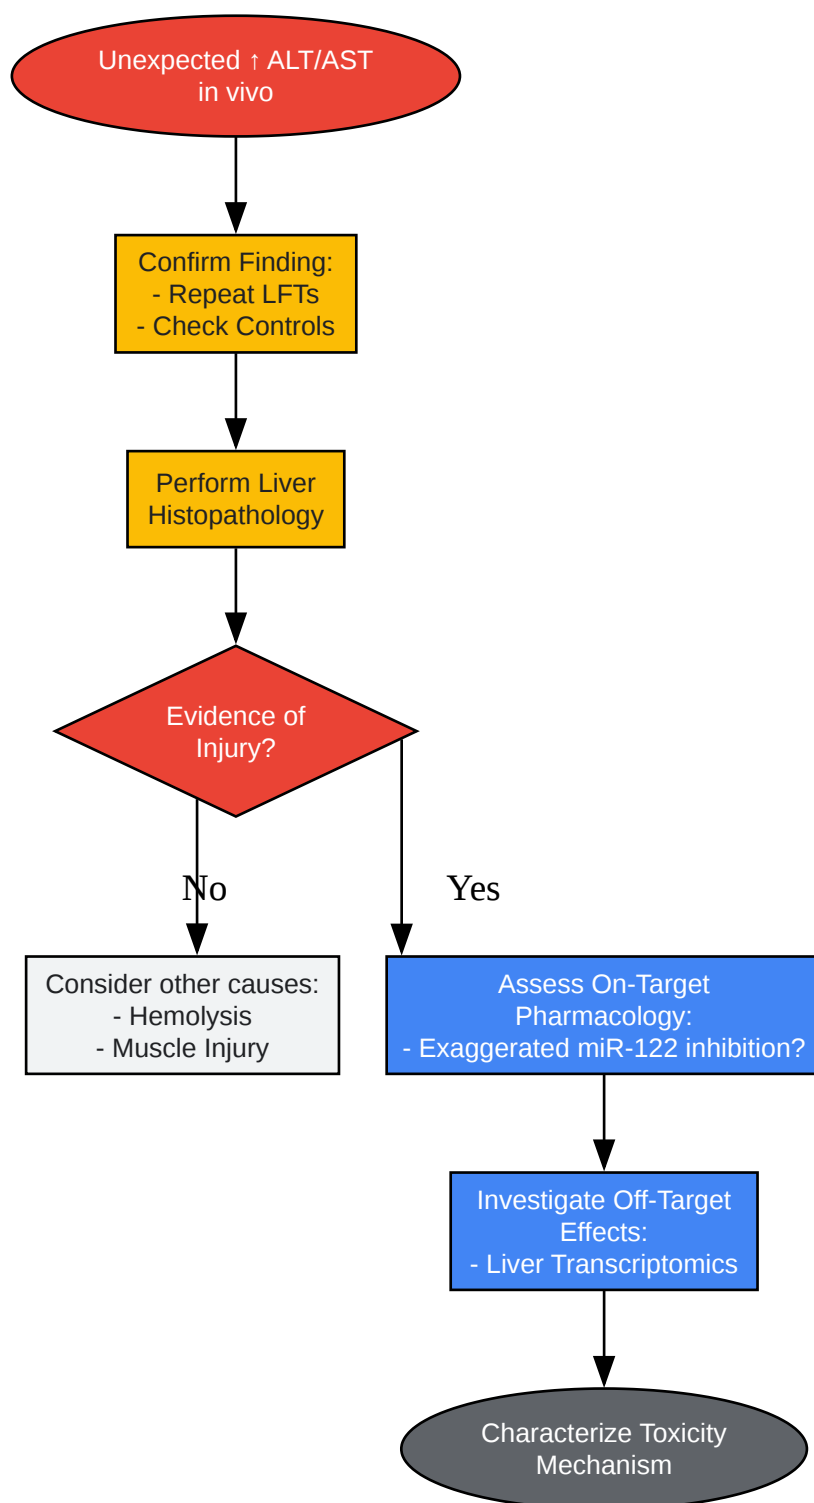 Unexpected ↑ ALT/AST
in vivo
Confirm Finding:
- Repeat LFTs
- Check Controls
Perform Liver
Histopathology
Evidence of
Injury?
No
Yes
Consider other causes:
- Hemolysis
- Muscle Injury
Assess On-Target
Pharmacology:
- Exaggerated miR-122 inhibition?
Investigate Off-Target
Effects:
- Liver Transcriptomics
Characterize Toxicity
Mechanism